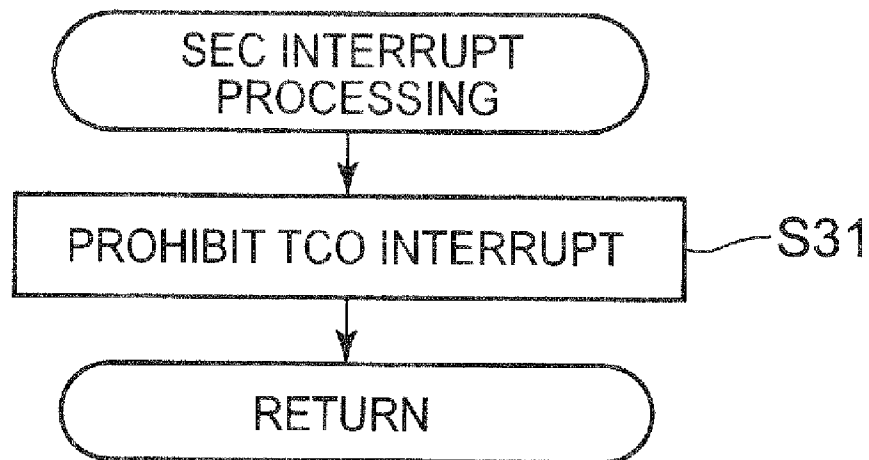 SEC INTERRUPT
PROCESSING
PROHIBIT TCO INTERRUPT
S31
RETURN